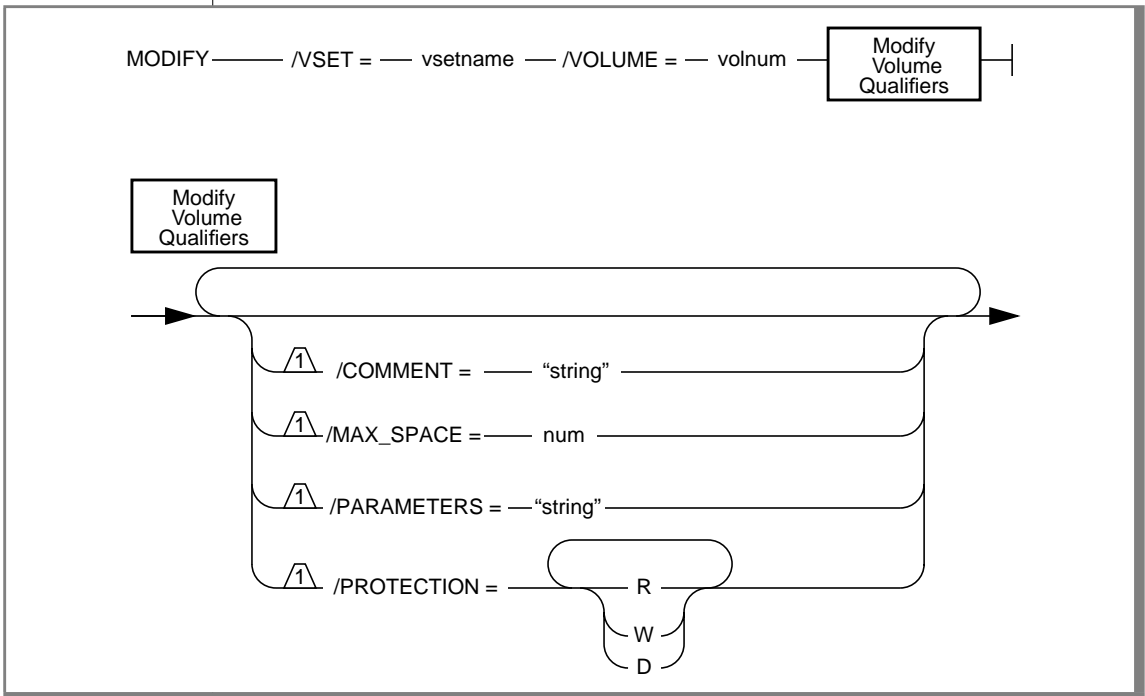 MODIFY /VSET = vsetname /VOLUME = volnum
Modify
Volume
Qualifiers
Modify
Volume
Qualifiers
1 /COMMENT = “string”
1 /MAX_SPACE = num
1 /PARAMETERS = “string”
1 /PROTECTION = R
W
D